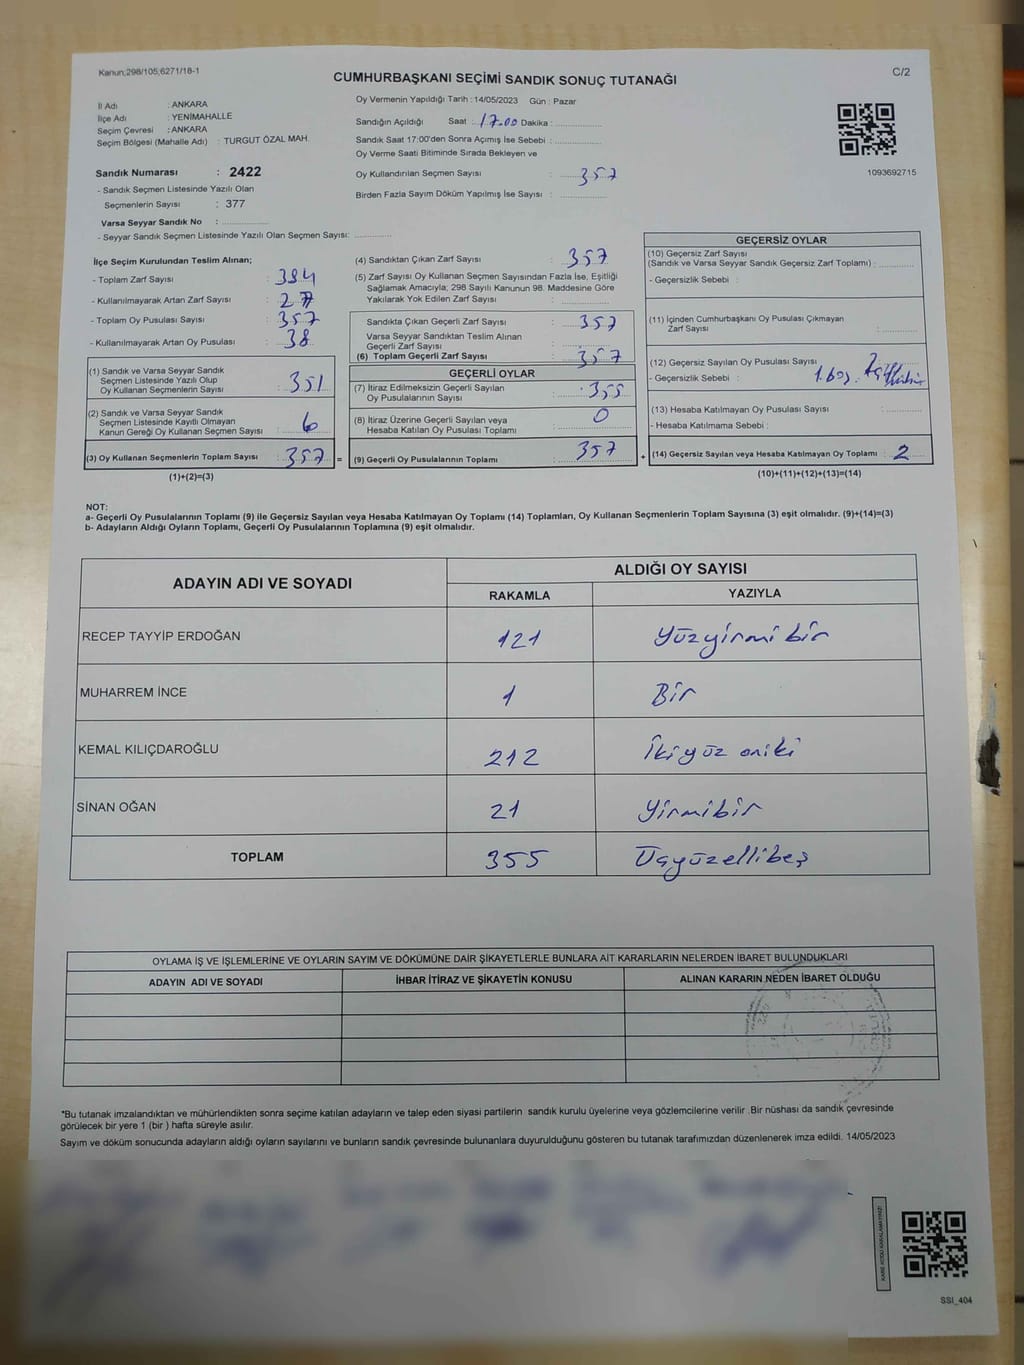 Kanun;298/105;6271/18-1
CUMHURBAŞKANI SEÇİMİ SANDIK SONUÇ TUTANAĞI
C/2
İl Adı : ANKARA
İlçe Adı : YENİMAHALLE
Seçim Çevresi : ANKARA
Seçim Bölgesi (Mahalle Adı) : TURGUT ÖZAL MAH.
Sandık Numarası : 2422
- Sandık Seçmen Listesinde Yazılı Olan
Seçmenlerin Sayısı : 377
Varsa Seyyar Sandık No : ..............
- Seyyar Sandık Seçmen Listesinde Yazılı Olan Seçmen Sayısı: ..............
Oy Vermenin Yapıldığı Tarih : 14/05/2023 Gün : Pazar
Sandığın Açıldığı Saat : 17.00 Dakika : ..............
Sandık Saat 17:00'den Sonra Açımış İse Sebebi : ..............
Oy Verme Saati Bitiminde Sırada Bekleyen ve
Oy Kullandırılan Seçmen Sayısı : 357
Birden Fazla Sayım Döküm Yapılmış İse Sayısı : ..............
1093692715
İlçe Seçim Kurulundan Teslim Alınan;
- Toplam Zarf Sayısı : 384
- Kullanılmayarak Artan Zarf Sayısı : 27
- Toplam Oy Pusulası Sayısı : 357
- Kullanılmayarak Artan Oy Pusulası : 38
(1) Sandık ve Varsa Seyyar Sandık
Seçmen Listesinde Yazılı Olup
Oy Kullanan Seçmenlerin Sayısı : 351
(2) Sandık ve Varsa Seyyar Sandık
Seçmen Listesinde Kayıtlı Olmayan
Kanun Gereği Oy Kullanan Seçmen Sayısı : 6
(3) Oy Kullanan Seçmenlerin Toplam Sayısı : 357 =
(1)+(2)=(3)
(4) Sandıktan Çıkan Zarf Sayısı : 357
(5) Zarf Sayısı Oy Kullanan Seçmen Sayısından Fazla İse, Eşitliği
Sağlamak Amacıyla; 298 Sayılı Kanunun 98. Maddesine Göre
Yakılarak Yok Edilen Zarf Sayısı : ..............
Sandıkta Çıkan Geçerli Zarf Sayısı : 357
Varsa Seyyar Sandıktan Teslim Alınan
Geçerli Zarf Sayısı : ..............
(6) Toplam Geçerli Zarf Sayısı : 357
GEÇERLİ OYLAR
(7) İtiraz Edilmeksizin Geçerli Sayılan
Oy Pusulalarının Sayısı : 355
(8) İtiraz Üzerine Geçerli Sayılan veya
Hesaba Katılan Oy Pusulası Toplamı : 0
(9) Geçerli Oy Pusulalarının Toplamı : 357 +
GEÇERSİZ OYLAR
(10) Geçersiz Zarf Sayısı
(Sandık ve Varsa Seyyar Sandık Geçersiz Zarf Toplamı) : ..............
- Geçersizlik Sebebi :
(11) İçinden Cumhurbaşkanı Oy Pusulası Çıkmayan
Zarf Sayısı : ..............
(12) Geçersiz Sayılan Oy Pusulası Sayısı : 2
- Geçersizlik Sebebi : 1.boş.
(13) Hesaba Katılmayan Oy Pusulası Sayısı : ..............
- Hesaba Katılmama Sebebi :
(14) Geçersiz Sayılan veya Hesaba Katılmayan Oy Toplamı : 2
(10)+(11)+(12)+(13)=(14)
NOT:
a- Geçerli Oy Pusulalarının Toplamı (9) ile Geçersiz Sayılan veya Hesaba Katılmayan Oy Toplamı (14) Toplamları, Oy Kullanan Seçmenlerin Toplam Sayısına (3) eşit olmalıdır. (9)+(14)=(3)
b- Adayların Aldığı Oyların Toplamı, Geçerli Oy Pusulalarının Toplamına (9) eşit olmalıdır.
ADAYIN ADI VE SOYADI
ALDIĞI OY SAYISI
RAKAMLA YAZIYLA
RECEP TAYYİP ERDOĞAN 121 Yüzyirmi bir
MUHARREM İNCE 1 Bir
KEMAL KILIÇDAROĞLU 212 İkiyüz oniki
SİNAN OĞAN 21 Yirmibir
TOPLAM 355 Üçyüzellibeş
OYLAMA İŞ VE İŞLEMLERİNE VE OYLARIN SAYIM VE DÖKÜMÜNE DAİR ŞİKAYETLERLE BUNLARA AİT KARARLARIN NELERDEN İBARET BULUNDUKLARI
ADAYIN ADI VE SOYADI İHBAR İTİRAZ VE ŞİKAYETİN KONUSU ALINAN KARARIN NEDEN İBARET OLDUĞU
*Bu tutanak imzalandıktan ve mühürlendikten sonra seçime katılan adayların ve talep eden siyasi partilerin sandık kurulu üyelerine veya gözlemcilerine verilir .Bir nüshası da sandık çevresinde
görülecek bir yere 1 (bir ) hafta süreyle asılır.
Sayım ve döküm sonucunda adayların aldığı oyların sayılarını ve bunların sandık çevresinde bulunanlara duyurulduğunu gösteren bu tutanak tarafımızdan düzenlenerek imza edildi. 14/05/2023
KARE KODU KARALAMAYINIZ!
SSI_404